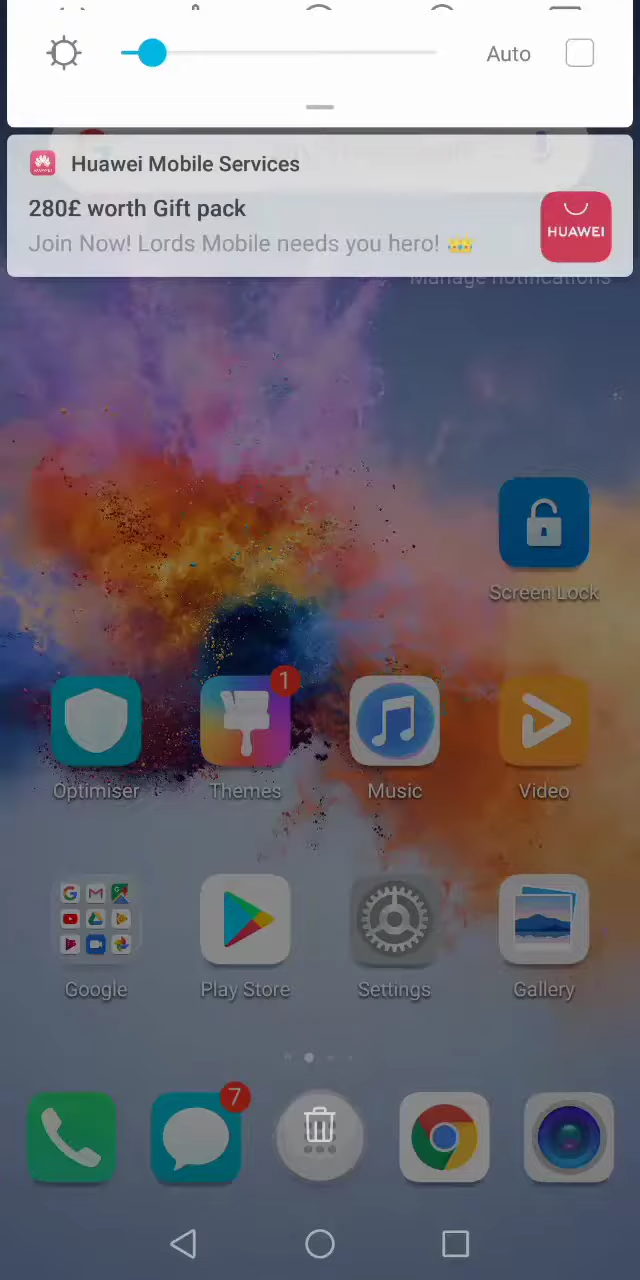 Auto
Huawei Mobile Services
280£ worth Gift pack
Join Now! Lords Mobile needs you hero! 👑
HUAWEI
Manage notifications
Screen Lock
1
Optimiser
Themes
Music
Video
Google
Play Store
Settings
Gallery
7